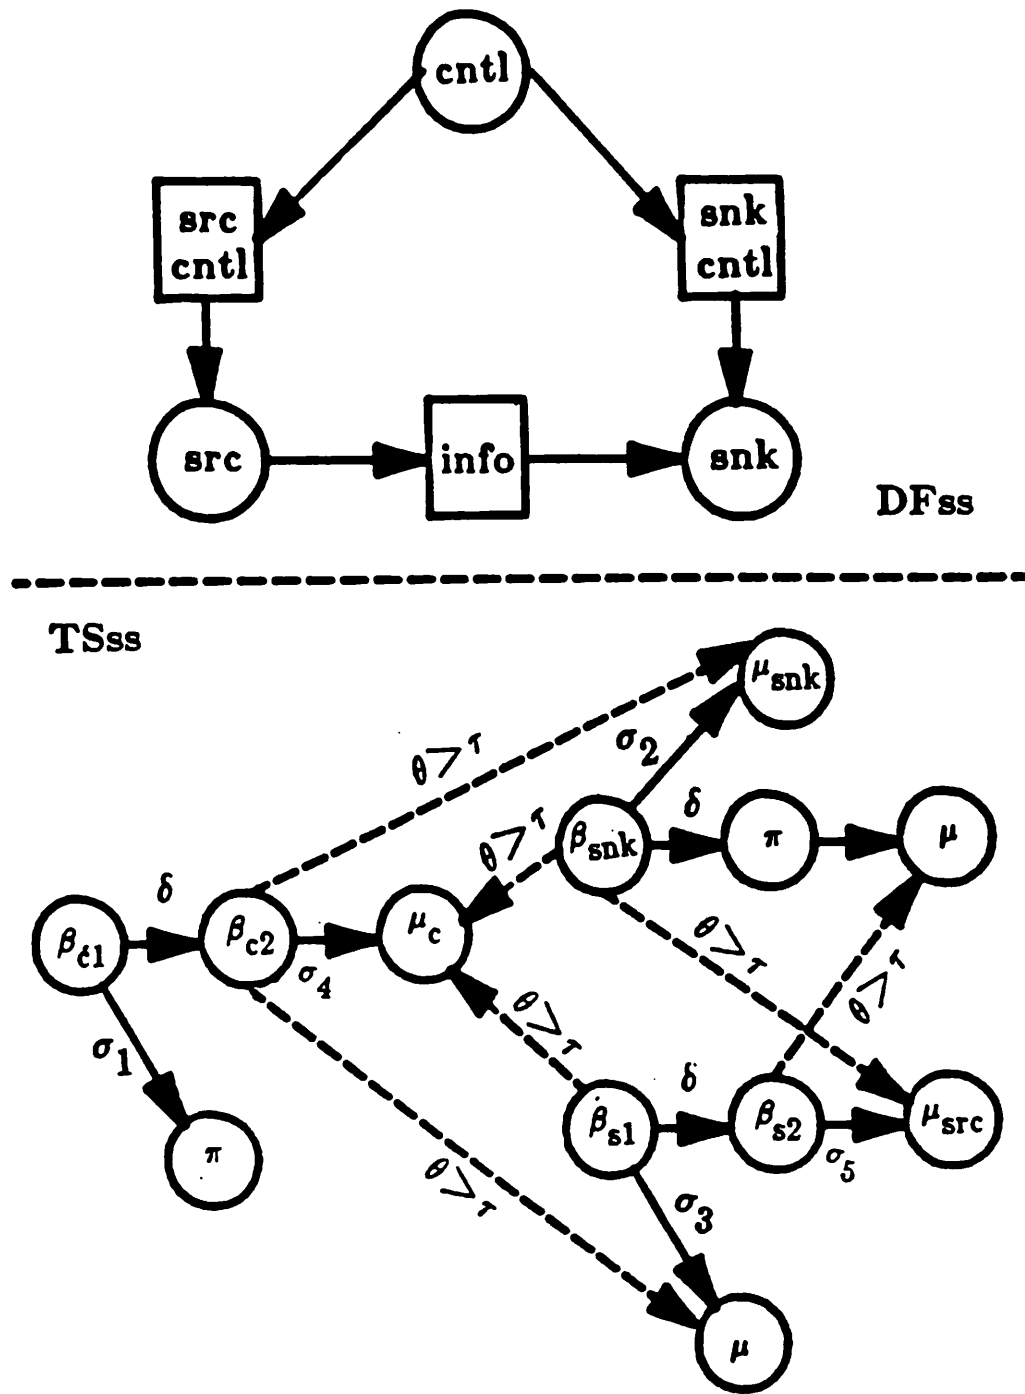 cntl
src
cntl
snk
cntl
src
info
snk
DFss
TSss
μsnk
θ>τ
σ2
δ
βsnk
π
μ
θ>τ
δ
βc1
βc2
μc
σ4
θ>τ
θ>τ
θ>τ
σ1
δ
βs1
βs2
μsrc
σ5
π
θ>τ
σ3
μ